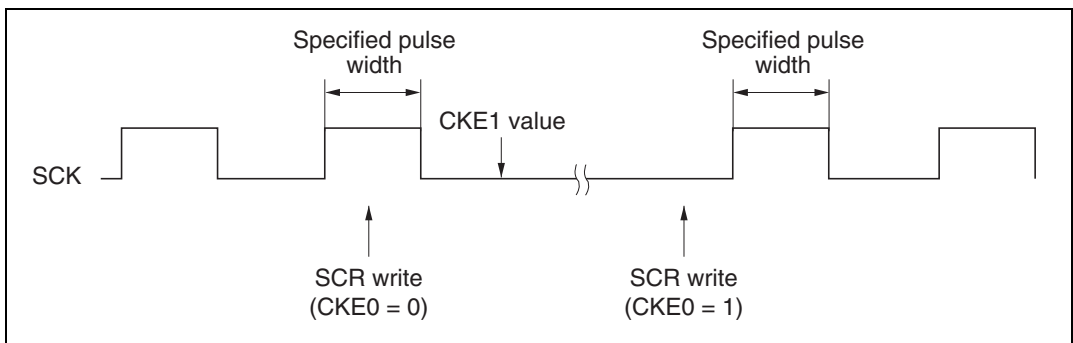 Specified pulse
width
Specified pulse
width
CKE1 value
SCK
SCR write
(CKE0 = 0)
SCR write
(CKE0 = 1)